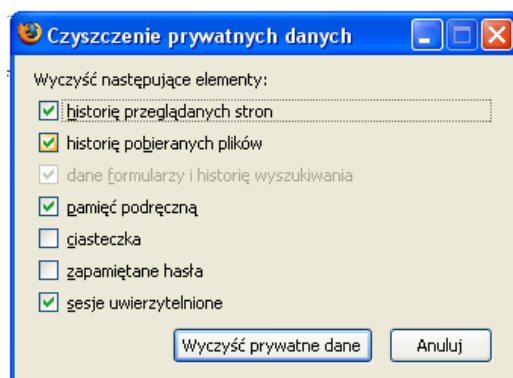 Czyszczenie prywatnych danych
Wyczyść następujące elementy:
historię przeglądanych stron
historię pobieranych plików
dane formularzy i historię wyszukiwania
pamięć podręczną
ciasteczka
zapamiętane hasła
sesje uwierzytelnione
Wyczyść prywatne dane Anuluj